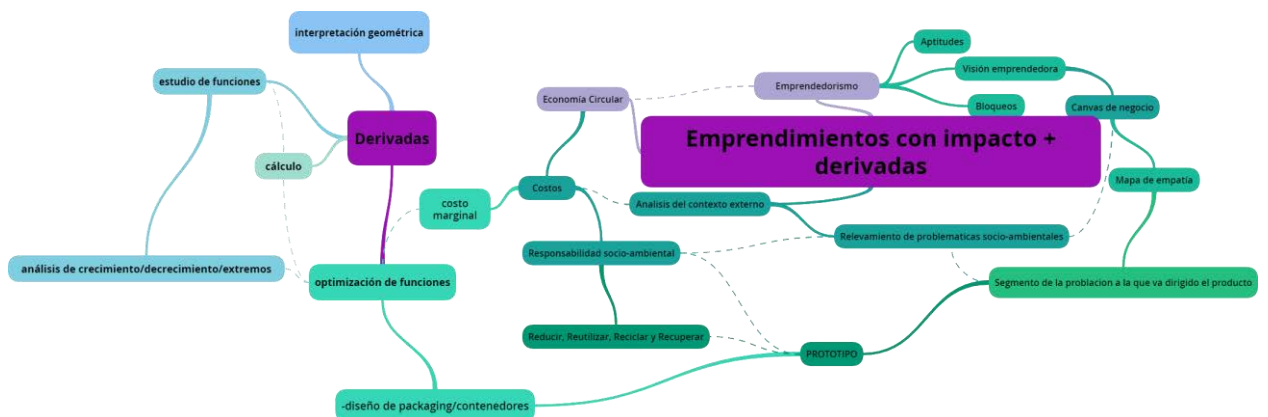 interpretación geométrica
estudio de funciones
Derivadas
cálculo
análisis de crecimiento/decrecimiento/extremos
optimización de funciones
-diseño de packaging/contenedores
costo
marginal
Economía Circular
Emprendedorismo
Aptitudes
Visión emprendedora
Bloqueos
Canvas de negocio
Emprendimientos con impacto +
derivadas
Costos
Mapa de empatía
Analisis del contexto externo
Relevamiento de problematicas socio-ambientales
Responsabilidad socio-ambiental
Segmento de la problacion a la que va dirigido el producto
Reducir, Reutilizar, Reciclar y Recuperar
PROTOTIPO